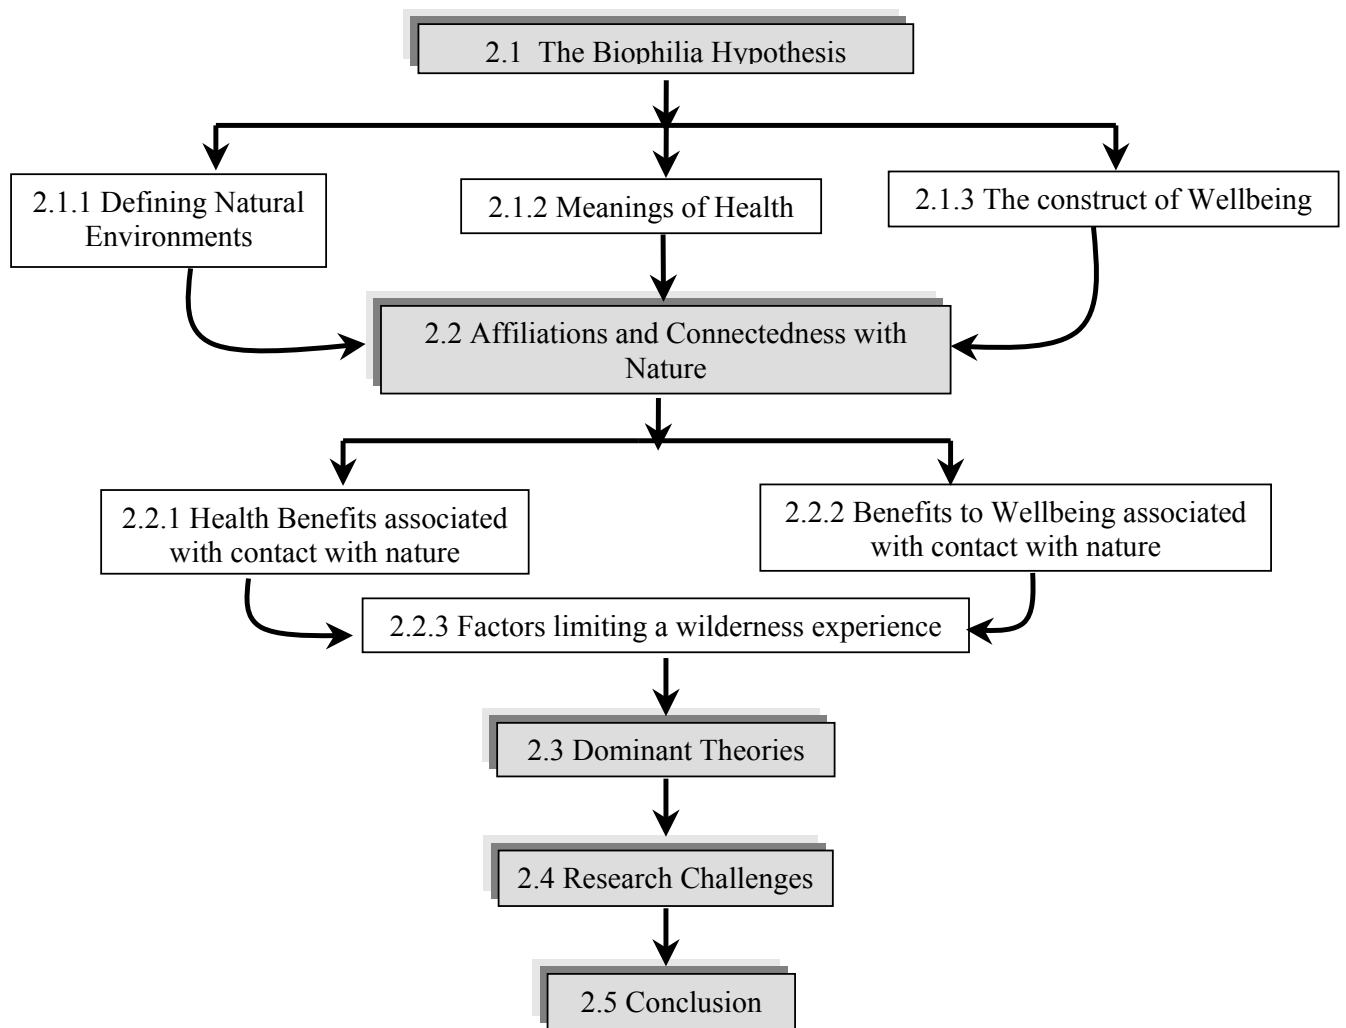 2.1 The Biophilia Hypothesis
2.1.1 Defining Natural
Environments
2.1.2 Meanings of Health
2.1.3 The construct of Wellbeing
2.2 Affiliations and Connectedness with
Nature
2.2.1 Health Benefits associated
with contact with nature
2.2.2 Benefits to Wellbeing associated
with contact with nature
2.2.3 Factors limiting a wilderness experience
2.3 Dominant Theories
2.4 Research Challenges
2.5 Conclusion